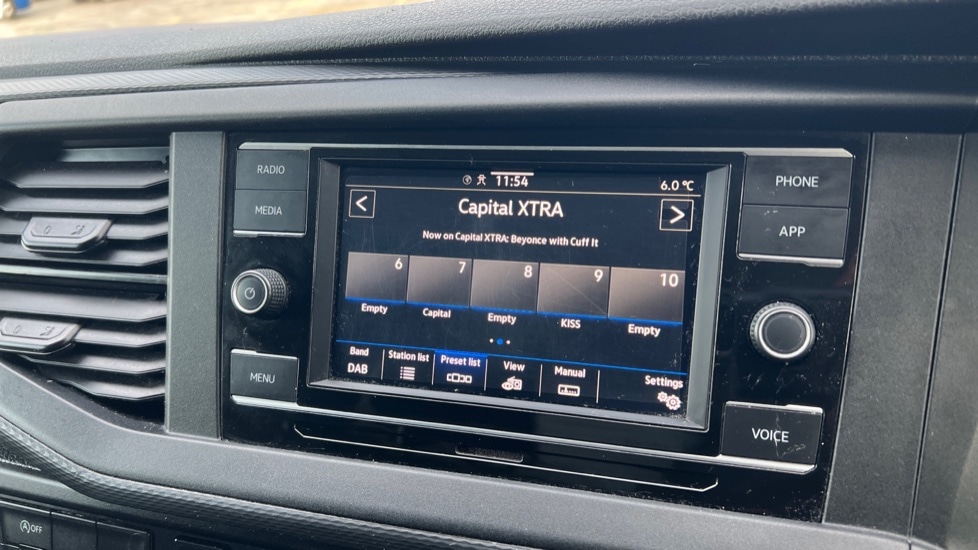 RADIO
MEDIA
MENU
11:54
6.0 °C
<
Capital XTRA
>
Now on Capital XTRA: Beyonce with Cuff It
6 7 8 9 10
Empty Capital Empty KISS Empty
Band Station list Preset list View Manual Settings
DAB
PHONE
APP
VOICE
A OFF